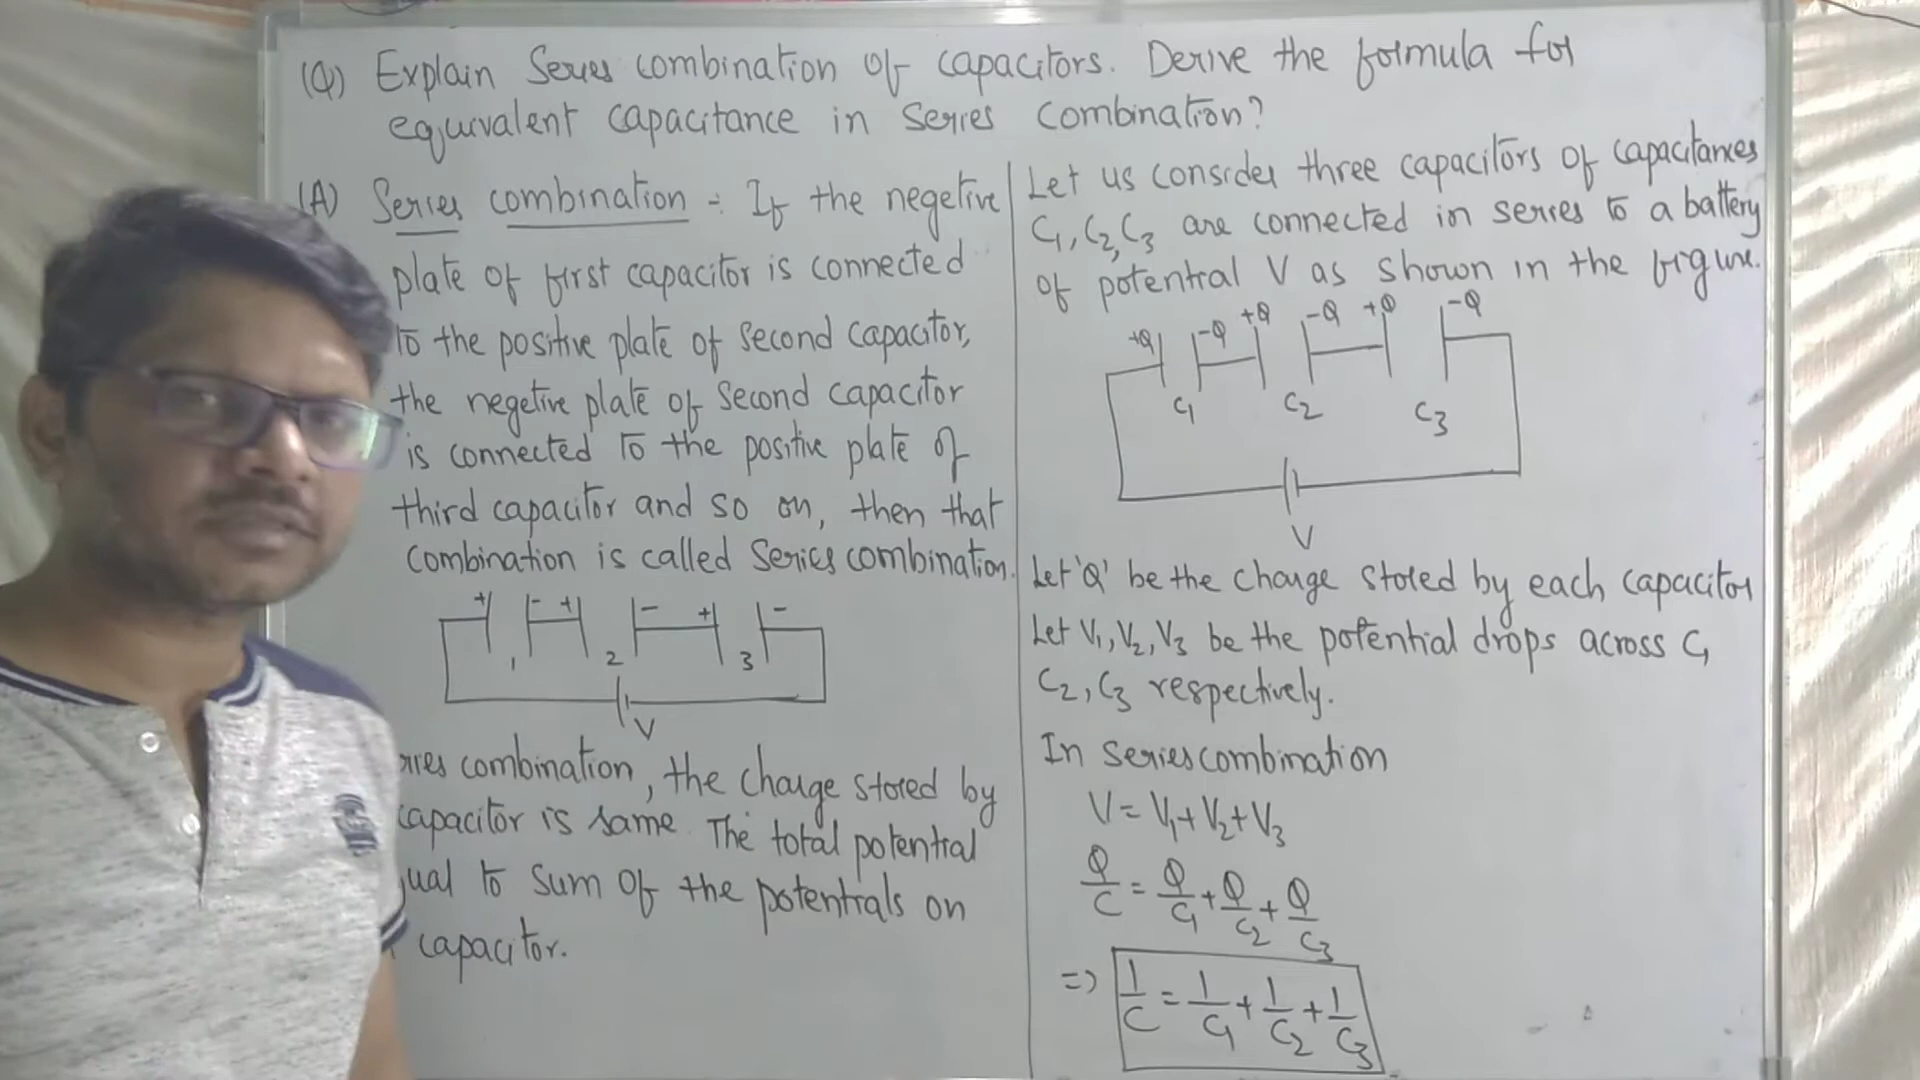 (Q) Explain Series combination of capacitors. Derive the formula for
equivalent capacitance in series combination?
(A) Series combination :- If the negetive
plate of first capacitor is connected
to the positive plate of second capacitor,
the negetive plate of second capacitor
is connected to the positive plate of
third capacitor and so on, then that
combination is called Series combination.
+ - + - + -
1 2 3
V
combination, the charge stored by
capacitor is same. The total potential
to sum of the potentials on
capacitor.
Let us consider three capacitors of capacitances
C1, C2, C3 are connected in series to a battery
of potential V as shown in the figure.
+Q -Q +Q -Q +Q -Q
C1 C2 C3
V
Let 'Q' be the charge stored by each capacitor
Let V1, V2, V3 be the potential drops across C1
C2, C3 respectively.
In series combination
V = V1 + V2 + V3
Q/C = Q/C1 + Q/C2 + Q/C3
=> 1/C = 1/C1 + 1/C2 + 1/C3